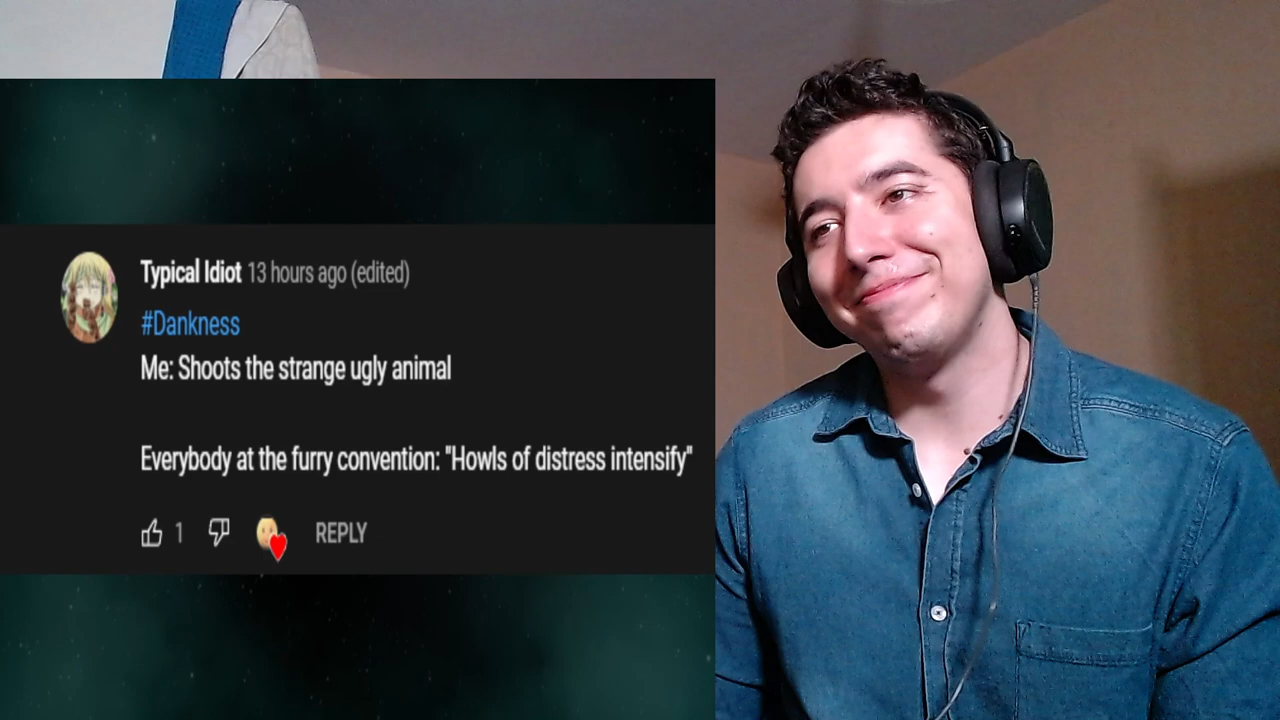 Typical Idiot 13 hours ago (edited)
#Dankness
Me: Shoots the strange ugly animal
Everybody at the furry convention: "Howls of distress intensify"
1 REPLY